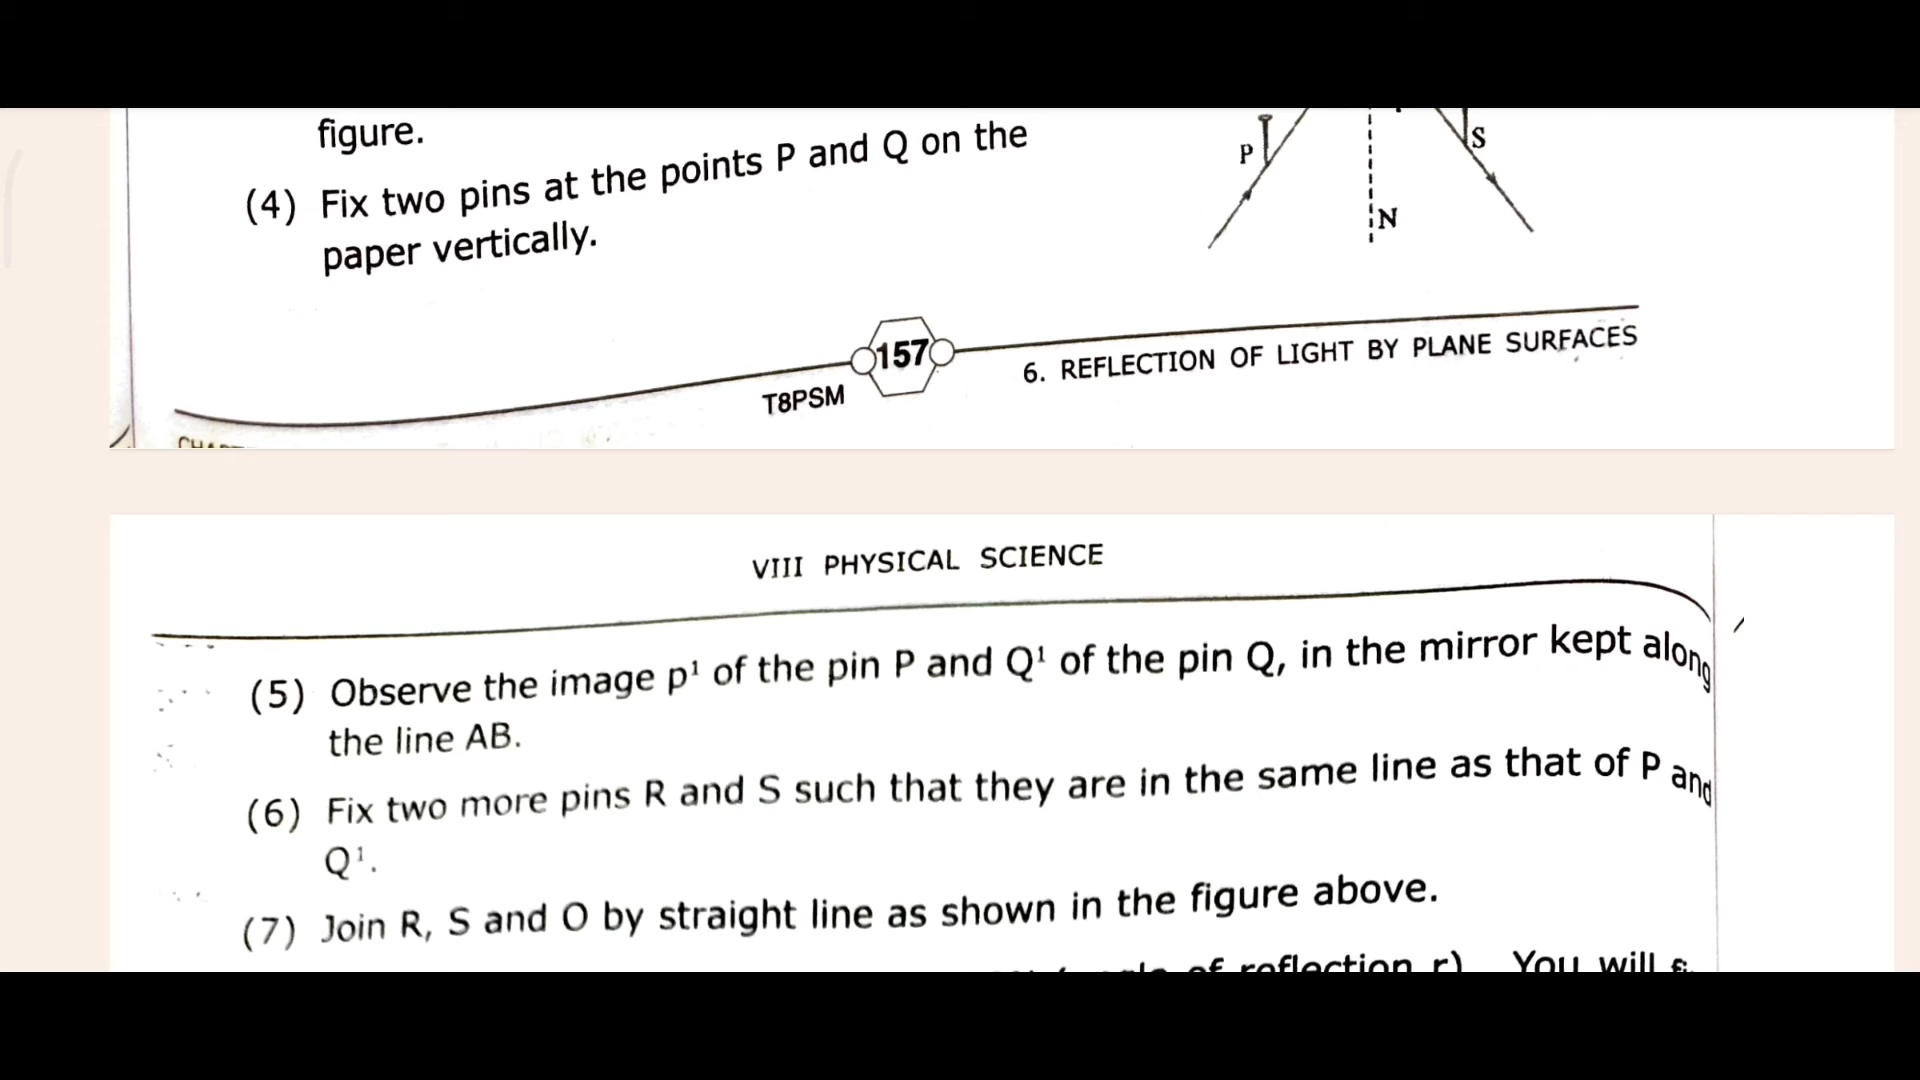 figure.
(4) Fix two pins at the points P and Q on the
paper vertically.
P
S
N
157
T8PSM
6. REFLECTION OF LIGHT BY PLANE SURFACES
VIII PHYSICAL SCIENCE
(5) Observe the image p¹ of the pin P and Q¹ of the pin Q, in the mirror kept along
the line AB.
(6) Fix two more pins R and S such that they are in the same line as that of P and
Q¹.
(7) Join R, S and O by straight line as shown in the figure above.
of reflection r) You will